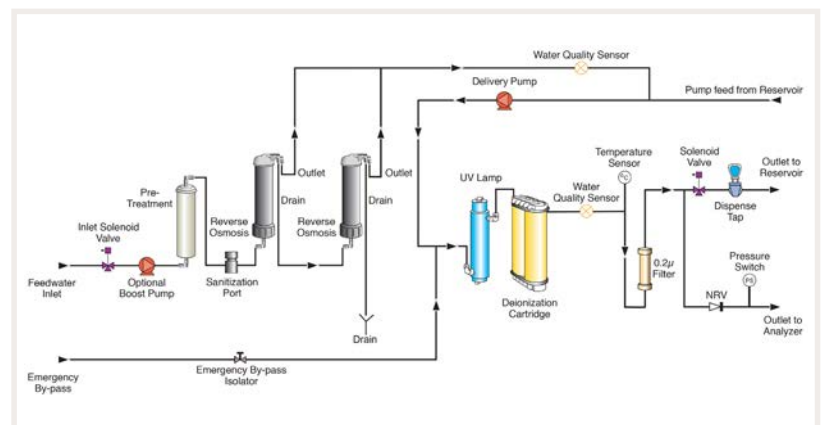 Water Quality Sensor
Delivery Pump
Pump feed from Reservoir
Outlet
Outlet
Drain
Drain
Pre-
Treatment
Reverse
Osmosis
Reverse
Osmosis
Inlet Solenoid
Valve
Feedwater
Inlet
Optional
Boost Pump
Sanitization
Port
Drain
Emergency
By-pass
Emergency By-pass
Isolator
UV Lamp
Deionization
Cartridge
Water
Quality Sensor
Temperature
Sensor
°C
0.2µ
Filter
Solenoid
Valve
Dispense
Tap
Outlet to
Reservoir
Pressure
Switch
PS
NRV
Outlet to
Analyzer